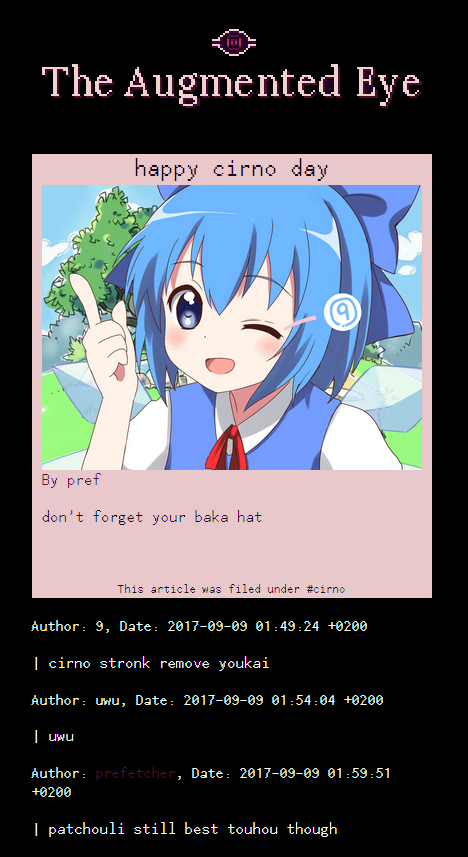 The Augmented Eye
happy cirno day
⑨
By pref
don't forget your baka hat
This article was filed under #cirno
Author: 9, Date: 2017-09-09 01:49:24 +0200
| cirno stronk remove youkai
Author: uwu, Date: 2017-09-09 01:54:04 +0200
| uwu
Author: prefetcher, Date: 2017-09-09 01:59:51
+0200
| patchouli still best touhou though